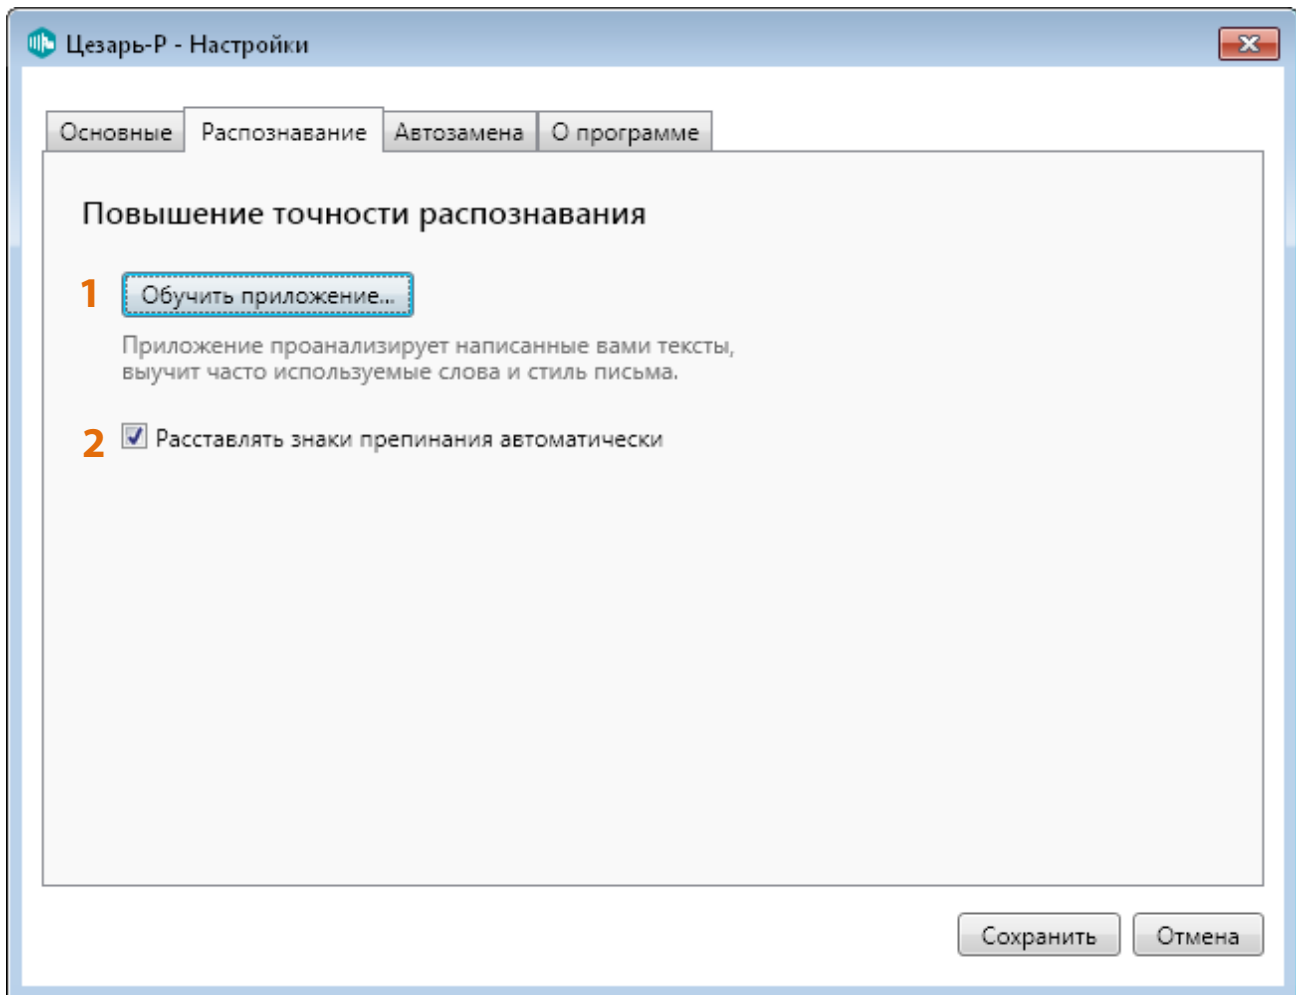 Цезарь-Р - Настройки
Основные Распознавание Автозамена О программе
Повышение точности распознавания
1 Обучить приложение...
Приложение проанализирует написанные вами тексты,
выучит часто используемые слова и стиль письма.
2 Расставлять знаки препинания автоматически
Сохранить Отмена